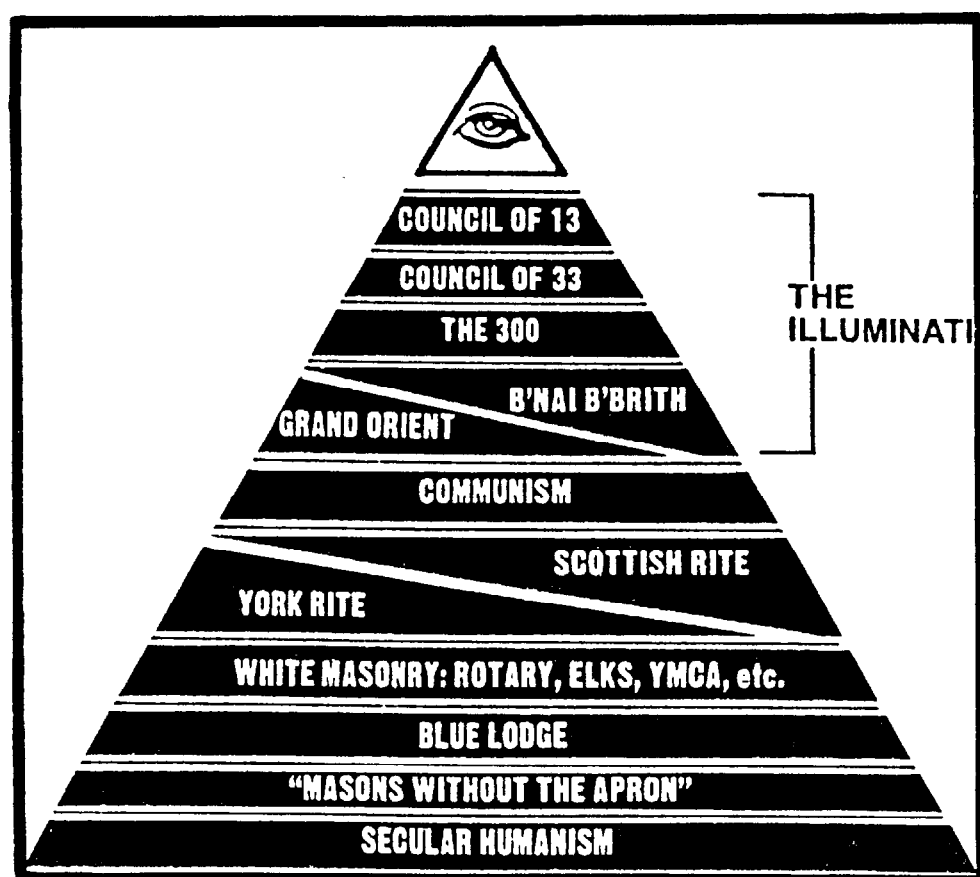 COUNCIL OF 13
COUNCIL OF 33
THE 300
THE
ILLUMINATI
B'NAI B'BRITH
GRAND ORIENT
COMMUNISM
SCOTTISH RITE
YORK RITE
WHITE MASONRY: ROTARY, ELKS, YMCA, etc.
BLUE LODGE
"MASONS WITHOUT THE APRON"
SECULAR HUMANISM